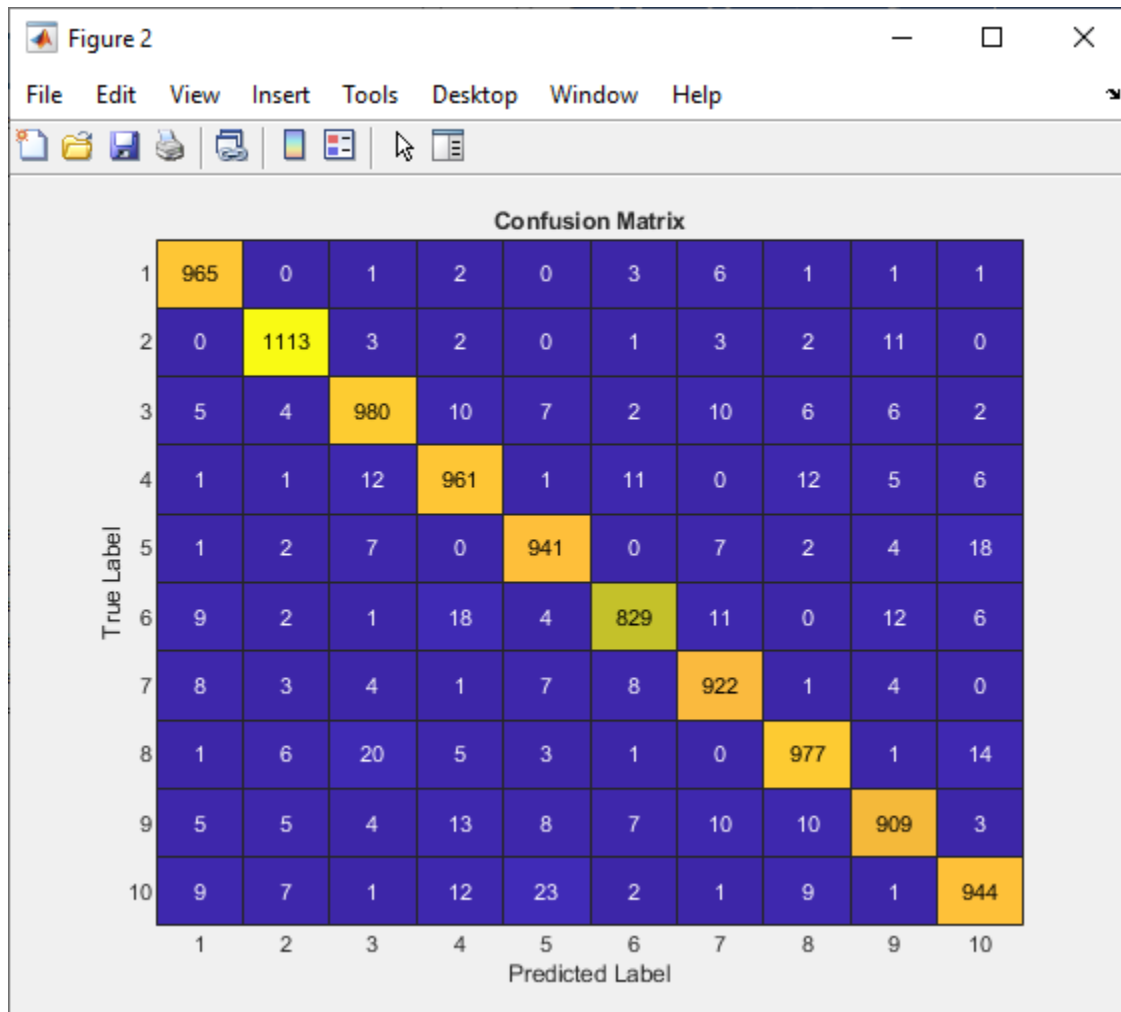 Figure 2
File Edit View Insert Tools Desktop Window Help
Confusion Matrix
1 965 0 1 2 0 3 6 1 1 1
2 0 1113 3 2 0 1 3 2 11 0
3 5 4 980 10 7 2 10 6 6 2
4 1 1 12 961 1 11 0 12 5 6
5 1 2 7 0 941 0 7 2 4 18
6 9 2 1 18 4 829 11 0 12 6
7 8 3 4 1 7 8 922 1 4 0
8 1 6 20 5 3 1 0 977 1 14
9 5 5 4 13 8 7 10 10 909 3
10 9 7 1 12 23 2 1 9 1 944
True Label
1 2 3 4 5 6 7 8 9 10
Predicted Label